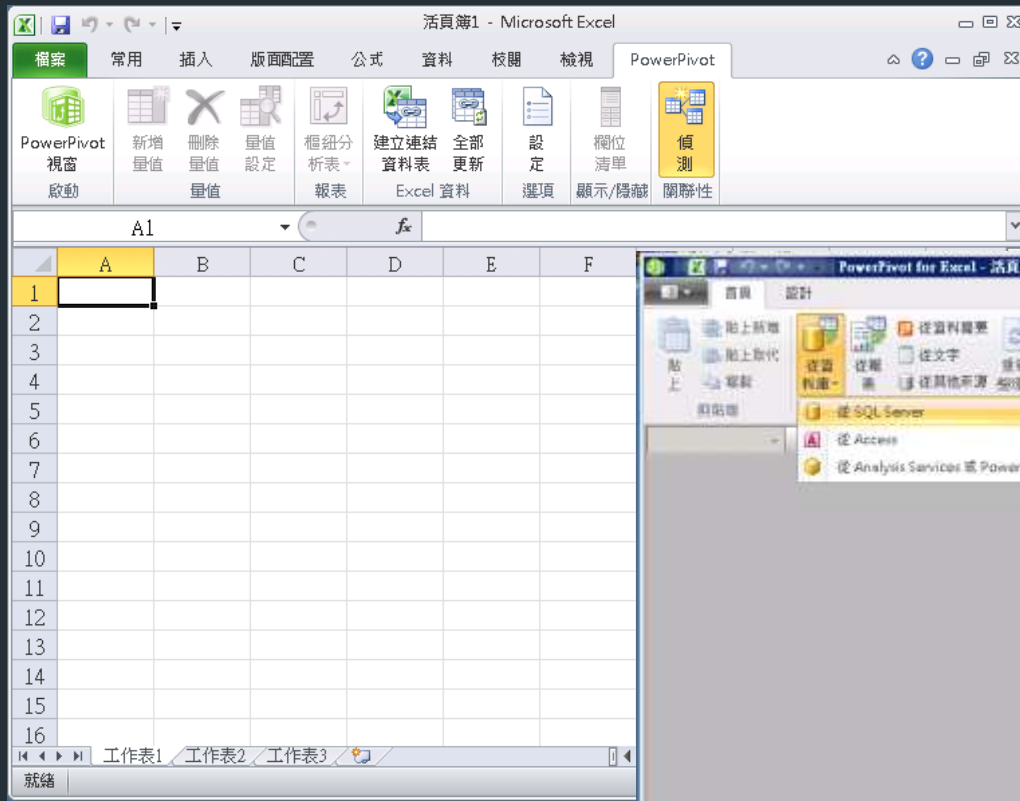 活頁簿1 - Microsoft Excel
檔案 常用 插入 版面配置 公式 資料 校閱 檢視 PowerPivot
PowerPivot 視窗
新增 量值
刪除 量值
量值 設定
樞紐分析表
建立連結資料表
全部更新
設定
欄位清單
偵測
啟動 量值 報表 Excel 資料 選項 顯示/隱藏 關聯性
A1 fx
A B C D E F
1
2
3
4
5
6
7
8
9
10
11
12
13
14
15
16
工作表1 工作表2 工作表3
就緒
PowerPivot for Excel - 活頁
首頁 設計
貼上
貼上新增
貼上取代
複製
剪貼簿
從資料庫
從報表
從資料摘要
從文字
從其他來源
從 SQL Server
從 Access
從 Analysis Services 或 Power